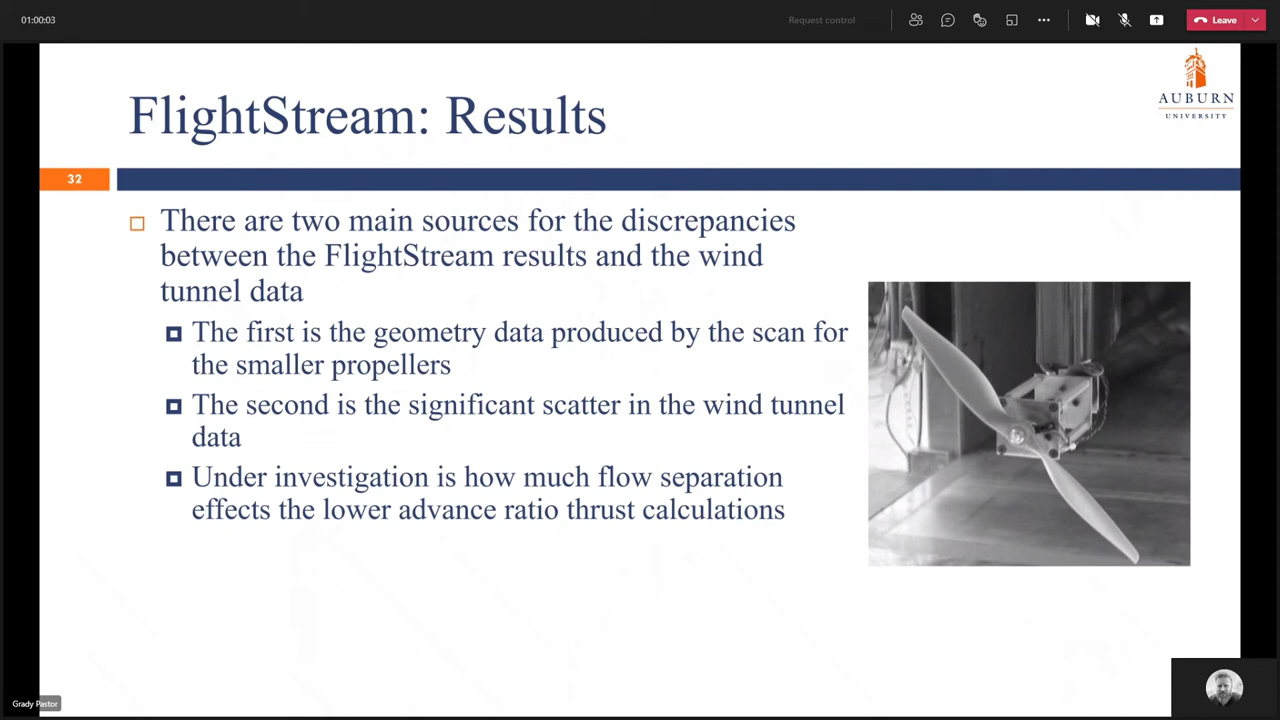 01:00:03
Request control
Leave
FlightStream: Results
AUBURN
UNIVERSITY
32
There are two main sources for the discrepancies
between the FlightStream results and the wind
tunnel data
The first is the geometry data produced by the scan for
the smaller propellers
The second is the significant scatter in the wind tunnel
data
Under investigation is how much flow separation
effects the lower advance ratio thrust calculations
Grady Pastor